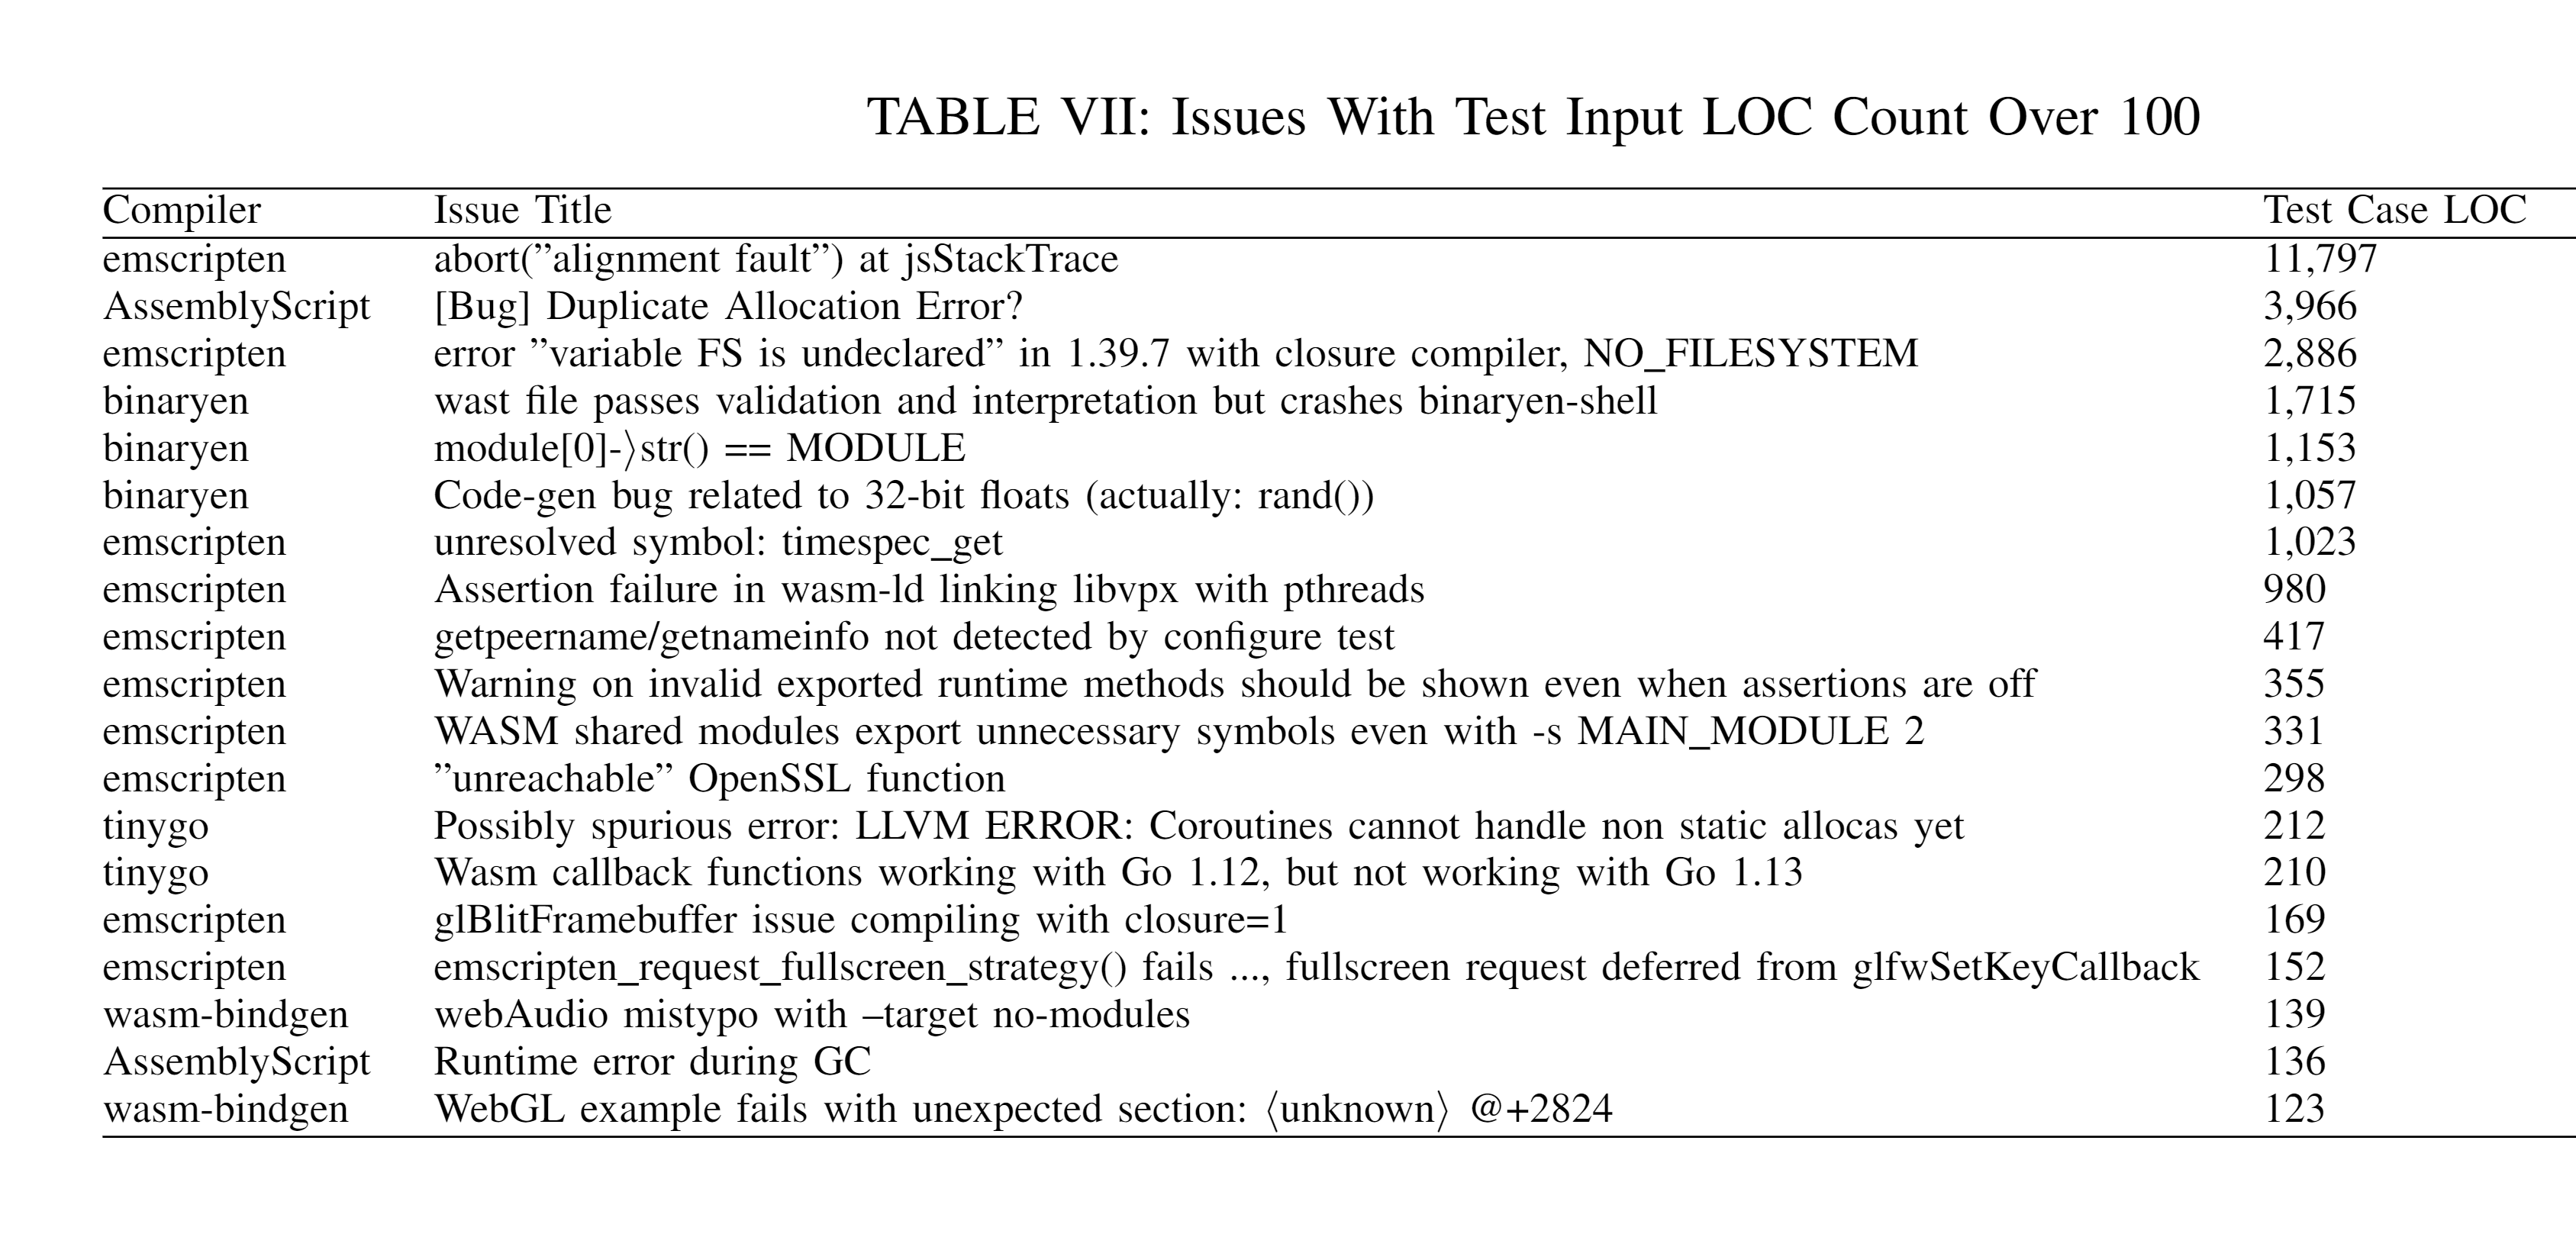 TABLE VII: Issues With Test Input LOC Count Over 100
Compiler Issue Title Test Case LOC
emscripten abort(”alignment fault”) at jsStackTrace 11,797
AssemblyScript [Bug] Duplicate Allocation Error? 3,966
emscripten error ”variable FS is undeclared” in 1.39.7 with closure compiler, NO_FILESYSTEM 2,886
binaryen wast file passes validation and interpretation but crashes binaryen-shell 1,715
binaryen module[0]-⟩str() == MODULE 1,153
binaryen Code-gen bug related to 32-bit floats (actually: rand()) 1,057
emscripten unresolved symbol: timespec_get 1,023
emscripten Assertion failure in wasm-ld linking libvpx with pthreads 980
emscripten getpeername/getnameinfo not detected by configure test 417
emscripten Warning on invalid exported runtime methods should be shown even when assertions are off 355
emscripten WASM shared modules export unnecessary symbols even with -s MAIN_MODULE 2 331
emscripten ”unreachable” OpenSSL function 298
tinygo Possibly spurious error: LLVM ERROR: Coroutines cannot handle non static allocas yet 212
tinygo Wasm callback functions working with Go 1.12, but not working with Go 1.13 210
emscripten glBlitFramebuffer issue compiling with closure=1 169
emscripten emscripten_request_fullscreen_strategy() fails ..., fullscreen request deferred from glfwSetKeyCallback 152
wasm-bindgen webAudio mistypo with –target no-modules 139
AssemblyScript Runtime error during GC 136
wasm-bindgen WebGL example fails with unexpected section: ⟨unknown⟩ @+2824 123